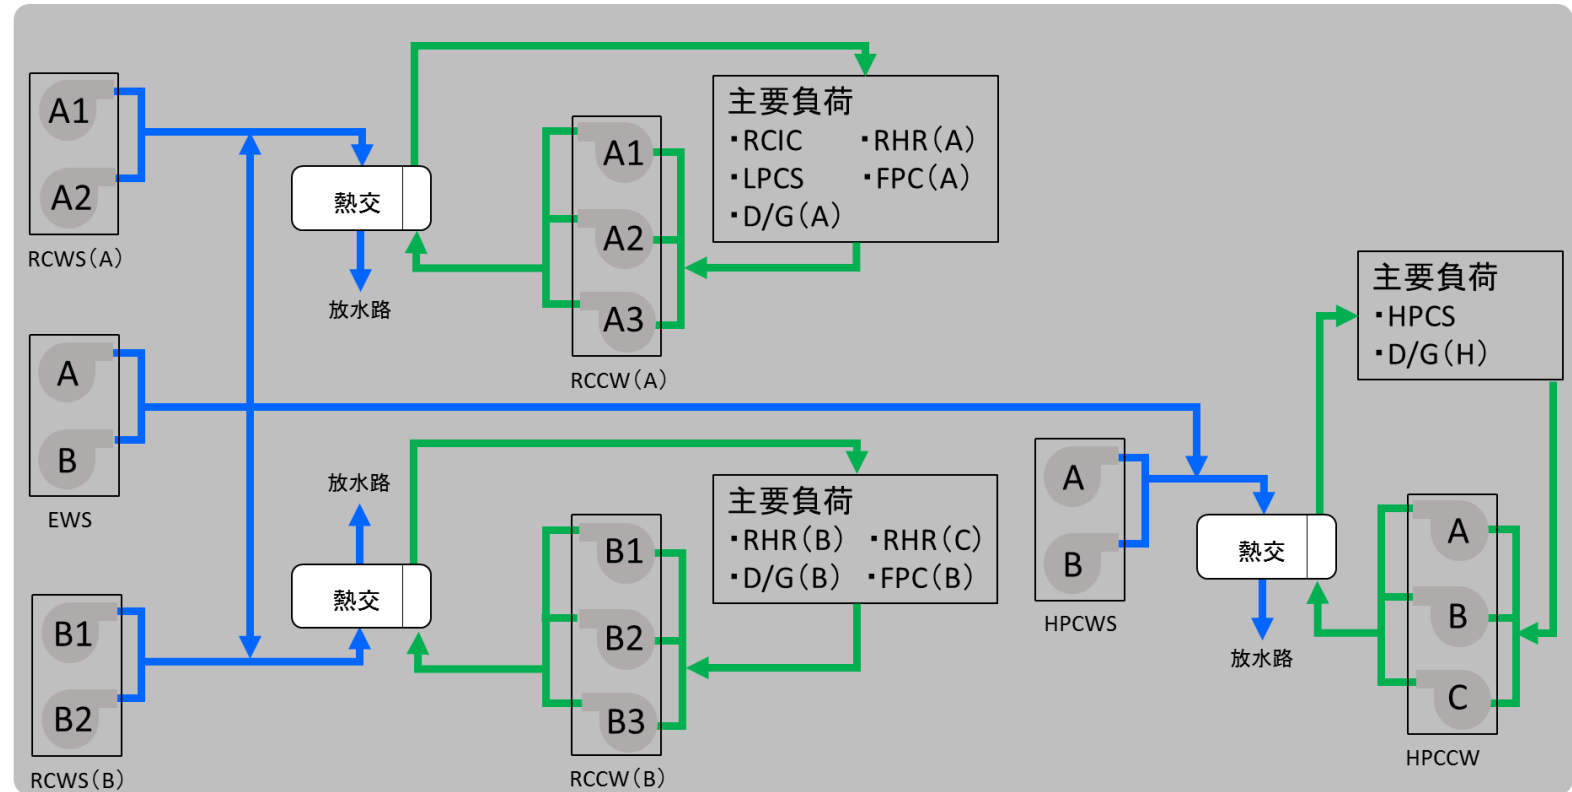 A1
A2
RCWS(A)
熱交
放水路
A1
A2
A3
RCCW(A)
主要負荷
・RCIC ・RHR(A)
・LPCS ・FPC(A)
・D/G(A)
A
B
EWS
B1
B2
RCWS(B)
放水路
熱交
B1
B2
B3
RCCW(B)
主要負荷
・RHR(B) ・RHR(C)
・D/G(B) ・FPC(B)
A
B
HPCWS
熱交
放水路
主要負荷
・HPCS
・D/G(H)
A
B
C
HPCCW